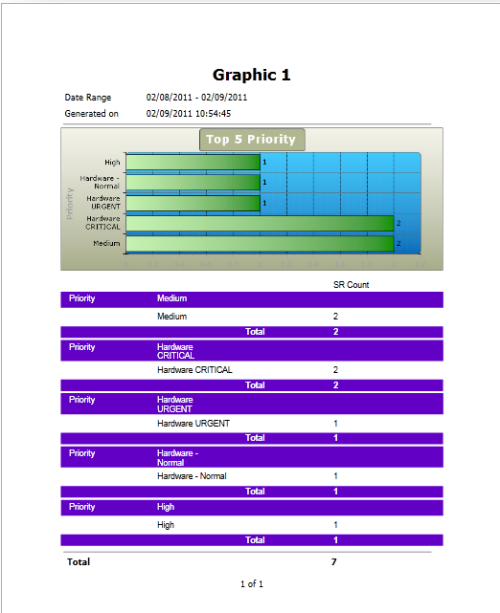 Graphic 1
Date Range 02/08/2011 - 02/09/2011
Generated on 02/09/2011 10:54:45
Top 5 Priority
Priority
High 1
Hardware -
Normal 1
Hardware
URGENT 1
Hardware
CRITICAL 2
Medium 2
SR Count
Priority Medium
Medium 2
Total 2
Priority Hardware
CRITICAL
Hardware CRITICAL 2
Total 2
Priority Hardware
URGENT
Hardware URGENT 1
Total 1
Priority Hardware -
Normal
Hardware - Normal 1
Total 1
Priority High
High 1
Total 1
Total 7
1 of 1